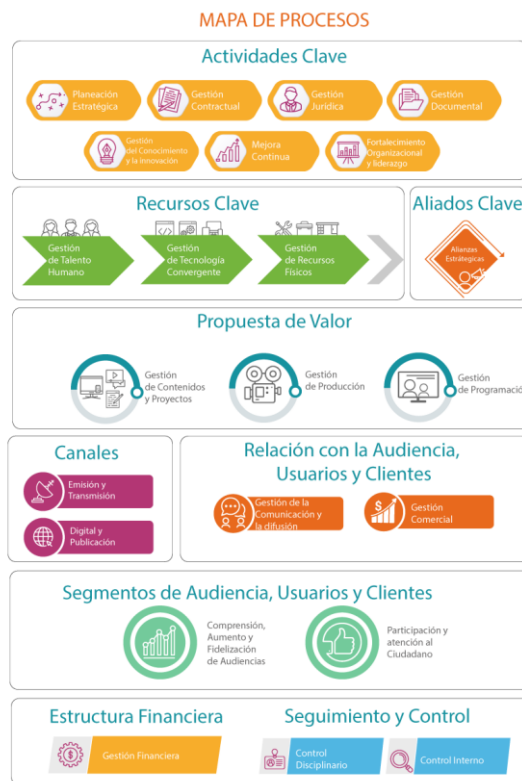 MAPA DE PROCESOS
Actividades Clave
Planeación
Estratégica
Gestión
Contractual
Gestión
Jurídica
Gestión
Documental
Gestión
del Conocimiento
y la innovación
Mejora
Continua
Fortalecimiento
Organizacional
y liderazgo
Recursos Clave
Gestión
de Talento
Humano
Gestión
de Tecnología
Convergente
Gestión
de Recursos
Físicos
Aliados Clave
Alianzas
Estrátegicas
Propuesta de Valor
Gestión
de Contenidos
y Proyectos
Gestión
de Producción
Gestión
de Programació
Canales
Emisión y
Transmisión
Digital y
Publicación
Relación con la Audiencia,
Usuarios y Clientes
Gestión de la
Comunicación y
la difusión
Gestión
Comercial
Segmentos de Audiencia, Usuarios y Clientes
Comprensión,
Aumento y
Fidelización
de Audiencias
Participación y
atención al
Ciudadano
Estructura Financiera
Gestión Financiera
Seguimiento y Control
Control
Disciplinario
Control Interno